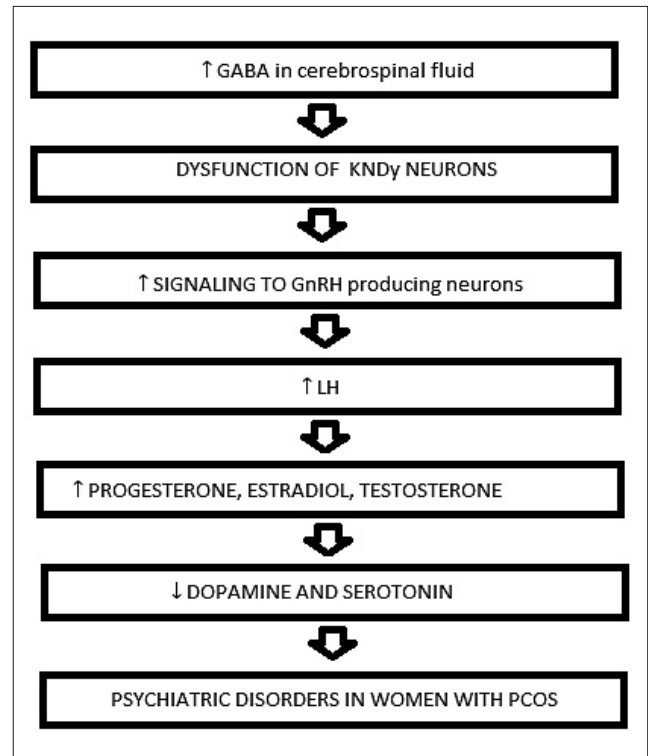 ↑GABA in cerebrospinal fluid
DYSFUNCTION OF KNDy NEURONS
↑SIGNALING TO GnRH producing neurons
↑LH
↑PROGESTERONE, ESTRADIOL, TESTOSTERONE
↓DOPAMINE AND SEROTONIN
PSYCHIATRIC DISORDERS IN WOMEN WITH PCOS